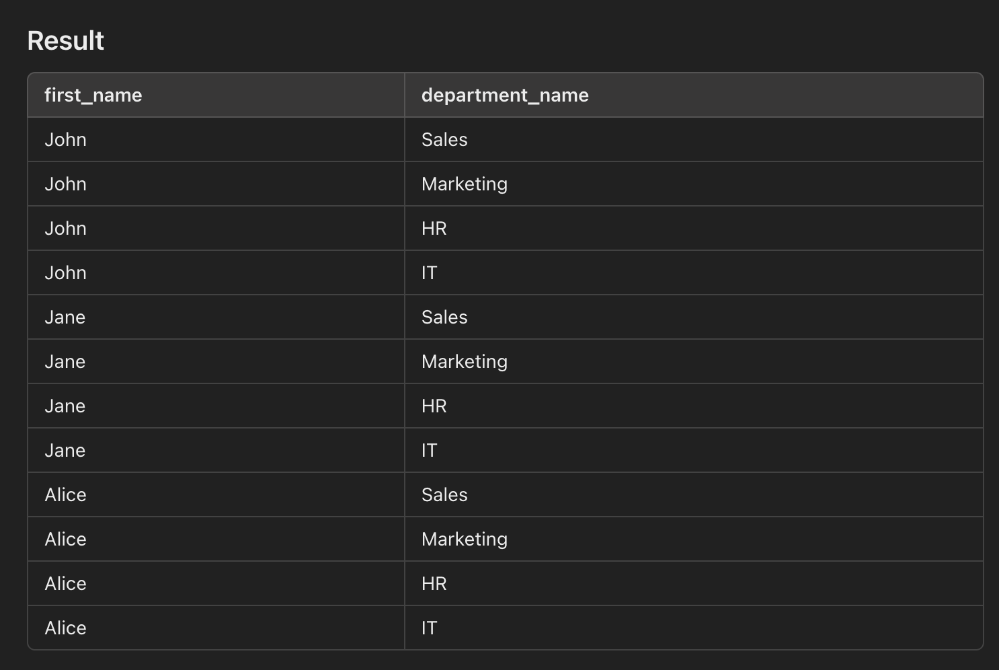 Result
first_name department_name
John Sales
John Marketing
John HR
John IT
Jane Sales
Jane Marketing
Jane HR
Jane IT
Alice Sales
Alice Marketing
Alice HR
Alice IT